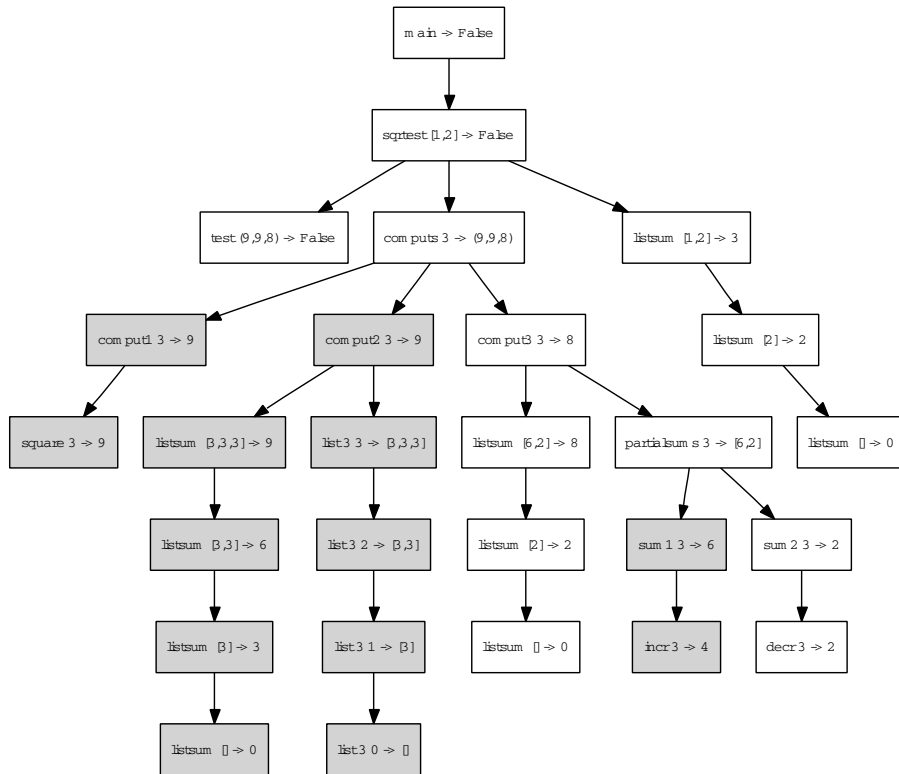 main -> False
sqrtest [1,2] -> False
test (9,9,8) -> False
computs 3 -> (9,9,8)
listsum [1,2] -> 3
comput1 3 -> 9
comput2 3 -> 9
comput3 3 -> 8
listsum [2] -> 2
square 3 -> 9
listsum [3,3,3] -> 9
list3 3 -> [3,3,3]
listsum [6,2] -> 8
partialsums 3 -> [6,2]
listsum [] -> 0
listsum [3,3] -> 6
list3 2 -> [3,3]
listsum [2] -> 2
sum1 3 -> 6
sum2 3 -> 2
listsum [3] -> 3
list3 1 -> [3]
listsum [] -> 0
incr 3 -> 4
decr 3 -> 2
listsum [] -> 0
list3 0 -> []